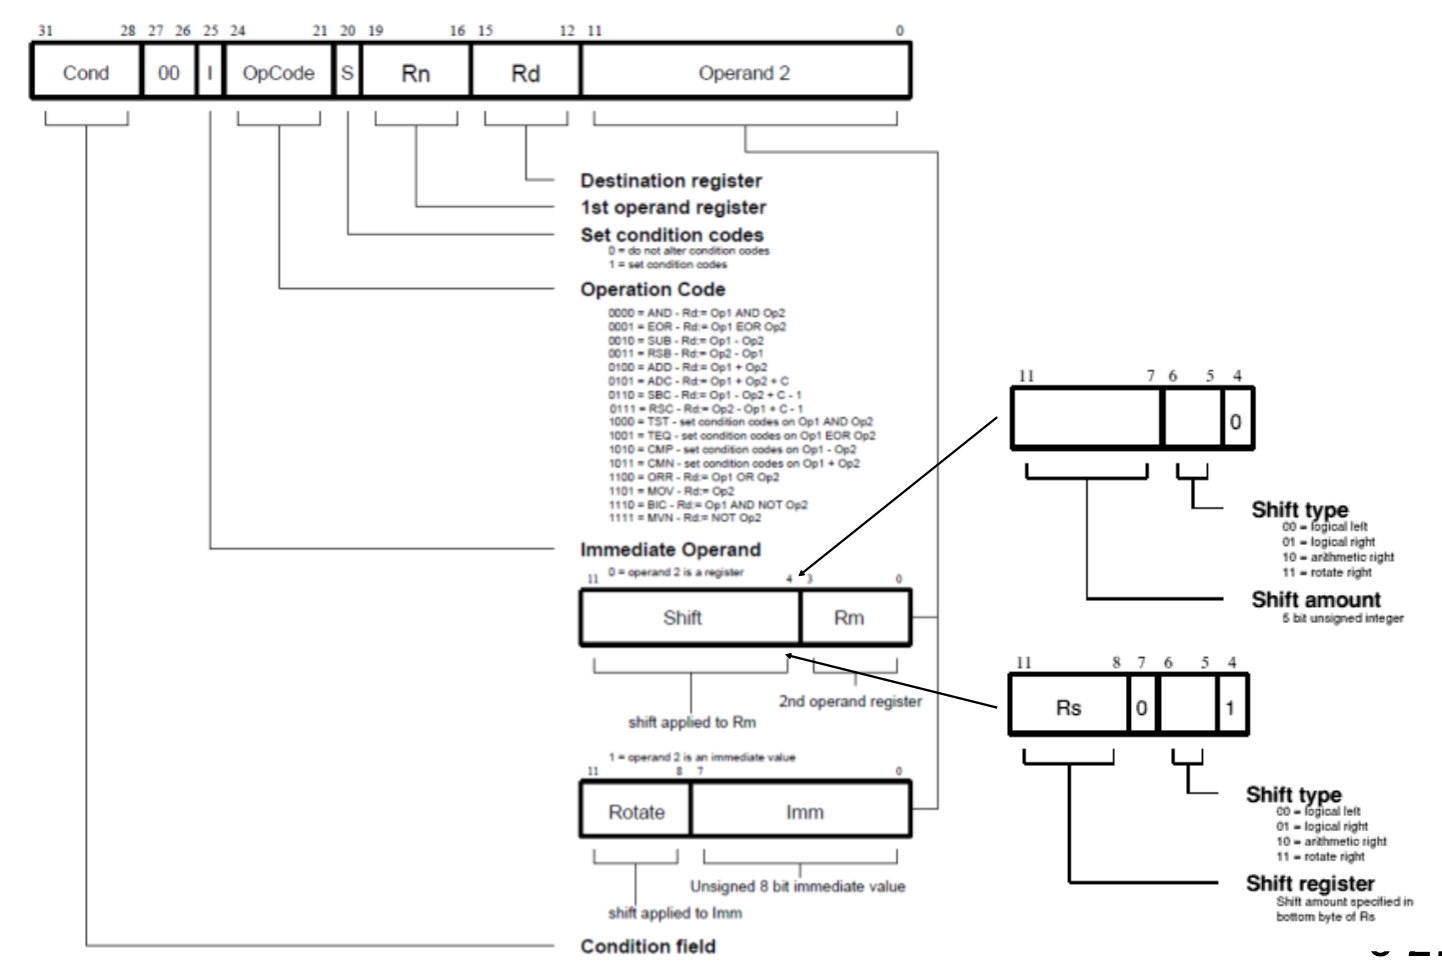 31 28 27 26 25 24 21 20 19 16 15 12 11 0
Cond 00 I OpCode S Rn Rd Operand 2
Destination register
1st operand register
Set condition codes
0 = do not alter condition codes
1 = set condition codes
Operation Code
0000 = AND - Rd:= Op1 AND Op2
0001 = EOR - Rd:= Op1 EOR Op2
0010 = SUB - Rd:= Op1 - Op2
0011 = RSB - Rd:= Op2 - Op1
0100 = ADD - Rd:= Op1 + Op2
0101 = ADC - Rd:= Op1 + Op2 + C
0110 = SBC - Rd:= Op1 - Op2 + C - 1
0111 = RSC - Rd:= Op2 - Op1 + C - 1
1000 = TST - set condition codes on Op1 AND Op2
1001 = TEQ - set condition codes on Op1 EOR Op2
1010 = CMP - set condition codes on Op1 - Op2
1011 = CMN - set condition codes on Op1 + Op2
1100 = ORR - Rd:= Op1 OR Op2
1101 = MOV - Rd:= Op2
1110 = BIC - Rd:= Op1 AND NOT Op2
1111 = MVN - Rd:= NOT Op2
Immediate Operand
0 = operand 2 is a register
11 4 3 0
Shift Rm
2nd operand register
shift applied to Rm
1 = operand 2 is an immediate value
11 8 7 0
Rotate Imm
Unsigned 8 bit immediate value
shift applied to Imm
Condition field
11 7 6 5 4
0
Shift type
00 = logical left
01 = logical right
10 = arithmetic right
11 = rotate right
Shift amount
5 bit unsigned integer
11 8 7 6 5 4
Rs 0 1
Shift type
00 = logical left
01 = logical right
10 = arithmetic right
11 = rotate right
Shift register
Shift amount specified in
bottom byte of Rs